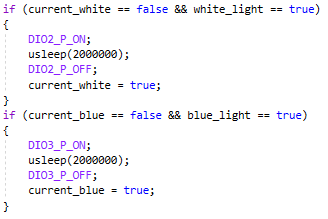 if (current_white == false && white_light == true)
{
    DIO2_P_ON;
    usleep(2000000);
    DIO2_P_OFF;
    current_white = true;
}
if (current_blue == false && blue_light == true)
{
    DIO3_P_ON;
    usleep(2000000);
    DIO3_P_OFF;
    current_blue = true;
}